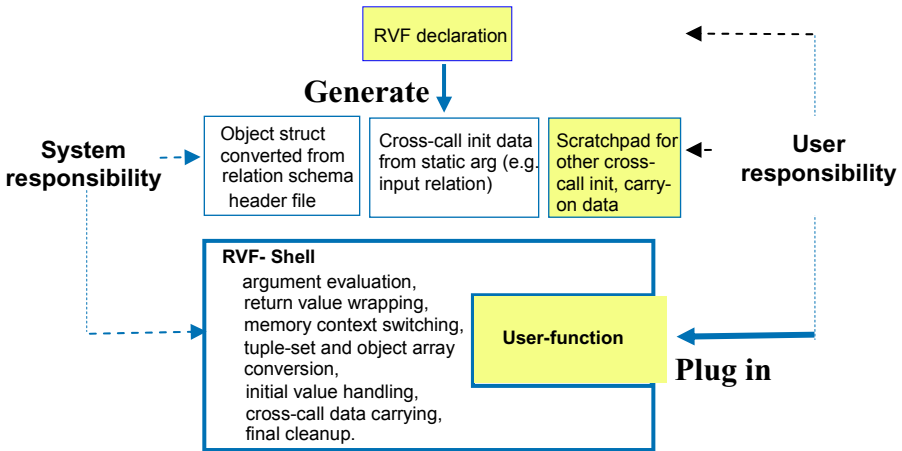 RVF declaration
Generate
System
responsibility
Object struct
converted from
relation schema
header file
Cross-call init data
from static arg (e.g.
input relation)
Scratchpad for
other cross-
call init, carry-
on data
User
responsibility
RVF- Shell
argument evaluation,
return value wrapping,
memory context switching,
tuple-set and object array
conversion,
initial value handling,
cross-call data carrying,
final cleanup.
User-function
Plug in